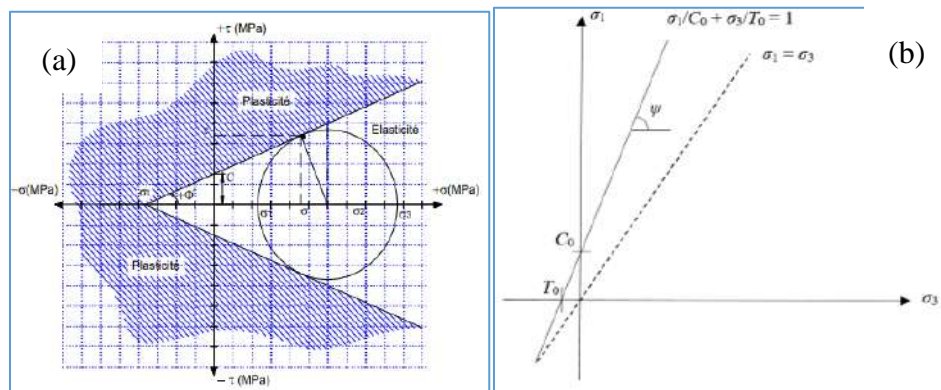 (a)
+τ (MPa)
Plasticité
Elasticité
−σ(MPa)
C
+σ(MPa)
σ1
σ
σ2
σ3
Plasticité
− τ (MPa)
(b)
σ₁
σ₁/C₀ + σ₃/T₀ = 1
σ₁ = σ₃
ψ
C₀
T₀
σ₃